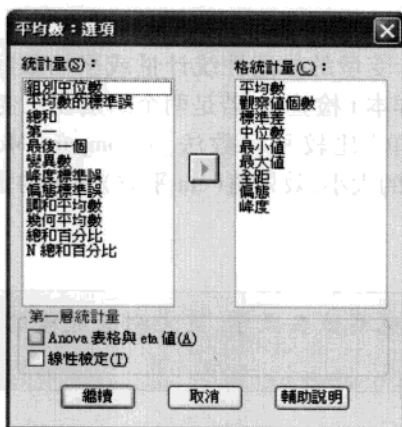 平均數：選項
統計量(S)：
組別中位數
平均數的標準誤
總和
第一
最後一個
變異數
峰度標準誤
偏態標準誤
調和平均數
幾何平均數
總和百分比
N 總和百分比
格統計量(C)：
平均數
觀察值個數
標準差
中位數
最小值
最大值
全距
偏態
峰度
第一層統計量
Anova 表格與 eta 值(A)
線性檢定(T)
繼續
取消
輔助說明